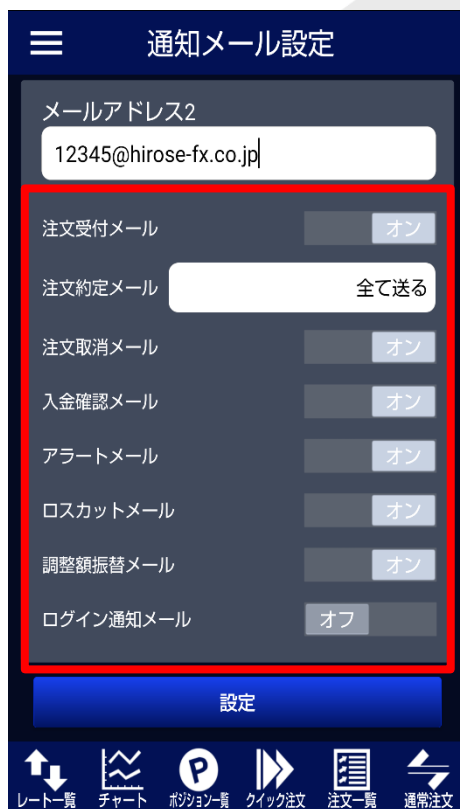 通知メール設定
メールアドレス2
12345@hirose-fx.co.jp
注文受付メール オン
注文約定メール 全て送る
注文取消メール オン
入金確認メール オン
アラートメール オン
ロスカットメール オン
調整額振替メール オン
ログイン通知メール オフ
設定
レート一覧 チャート ポジション一覧 クイック注文 注文一覧 通常注文